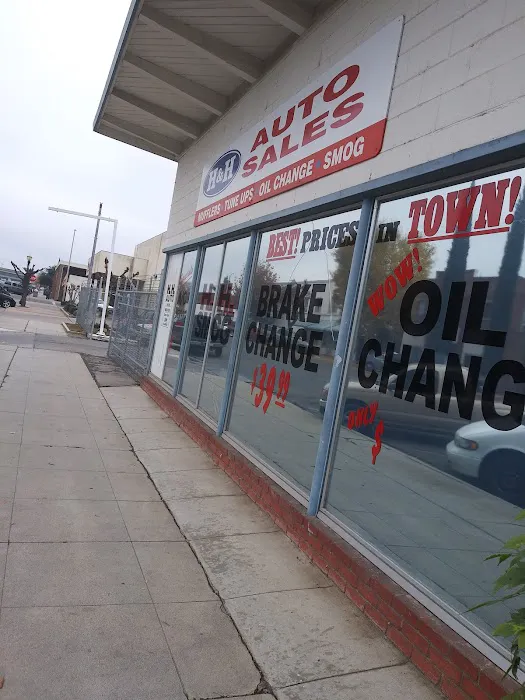 H&H
AUTO
SALES
MUFFLERS · TUNE UPS · OIL CHANGE · SMOG
BEST! PRICES IN TOWN!
H&H
SMOG
BRAKE
CHANGE
$39.99
WOW!
OIL
CHANG
ONLY
$